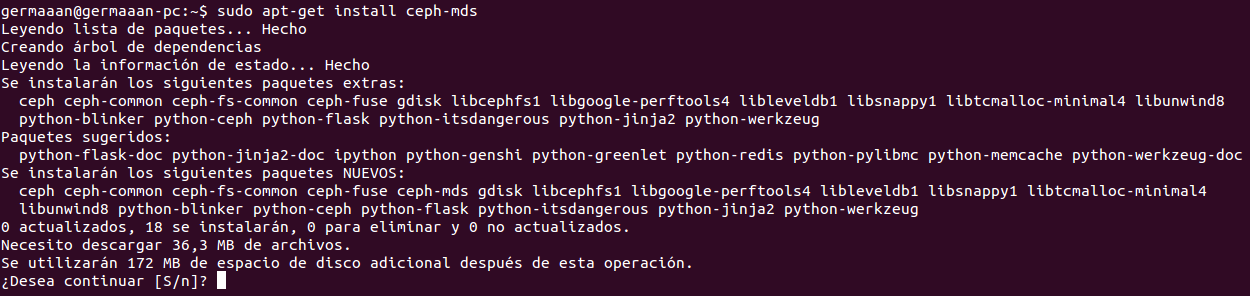 germaaan@germaaan-pc:~$ sudo apt-get install ceph-mds
Leyendo lista de paquetes... Hecho
Creando árbol de dependencias
Leyendo la información de estado... Hecho
Se instalarán los siguientes paquetes extras:
  ceph ceph-common ceph-fs-common ceph-fuse gdisk libcephfs1 libgoogle-perftools4 libleveldb1 libsnappy1 libtcmalloc-minimal4 libunwind8
  python-blinker python-ceph python-flask python-itsdangerous python-jinja2 python-werkzeug
Paquetes sugeridos:
  python-flask-doc python-jinja2-doc ipython python-genshi python-greenlet python-redis python-pylibmc python-memcache python-werkzeug-doc
Se instalarán los siguientes paquetes NUEVOS:
  ceph ceph-common ceph-fs-common ceph-fuse ceph-mds gdisk libcephfs1 libgoogle-perftools4 libleveldb1 libsnappy1 libtcmalloc-minimal4
  libunwind8 python-blinker python-ceph python-flask python-itsdangerous python-jinja2 python-werkzeug
0 actualizados, 18 se instalarán, 0 para eliminar y 0 no actualizados.
Necesito descargar 36,3 MB de archivos.
Se utilizarán 172 MB de espacio de disco adicional después de esta operación.
¿Desea continuar [S/n]?